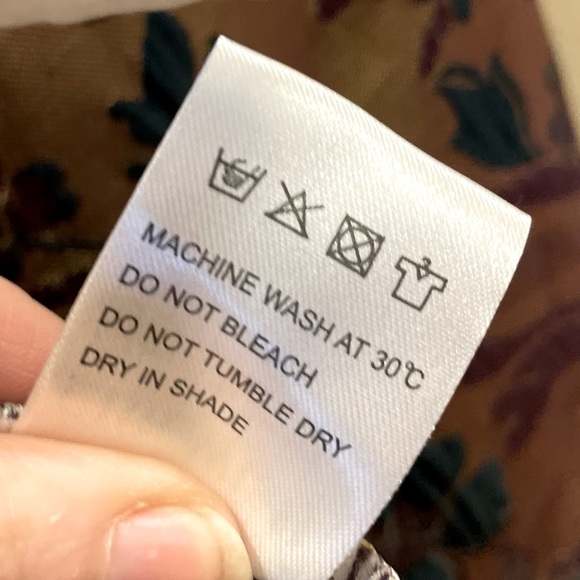 MACHINE WASH AT 30℃
DO NOT BLEACH
DO NOT TUMBLE DRY
DRY IN SHADE